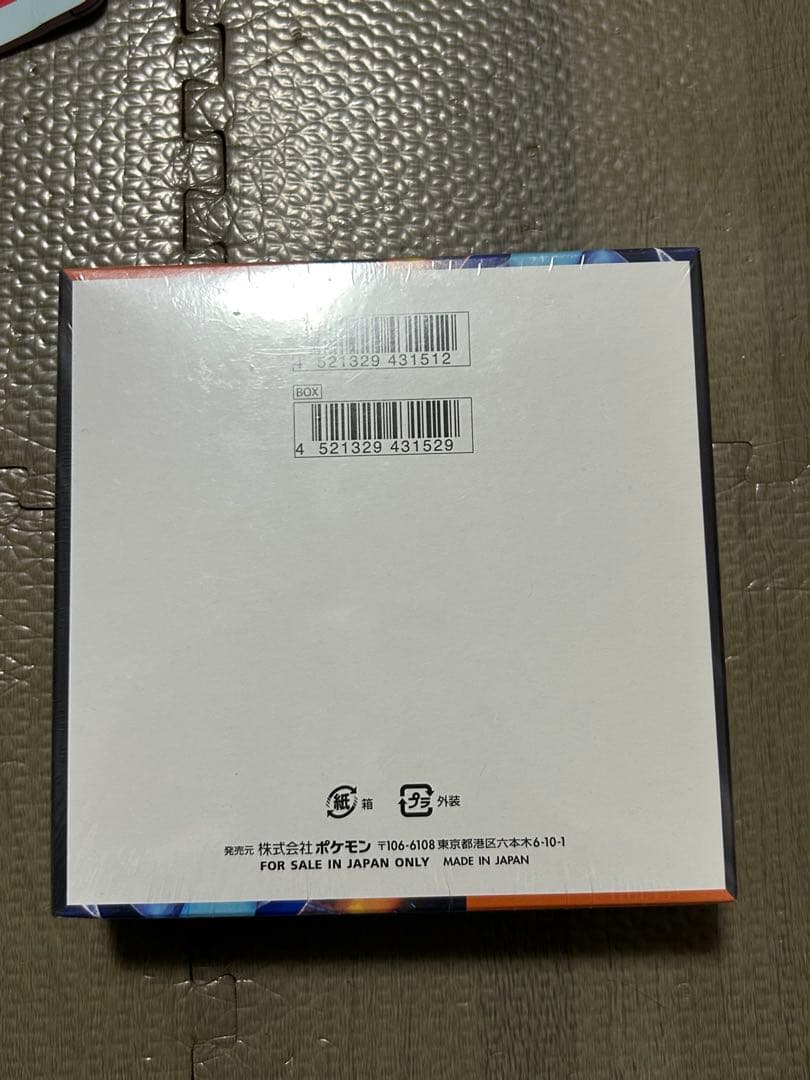 4 521329 431512
BOX
4 521329 431529
紙 箱 プラ 外装
発売元 株式会社ポケモン 〒106-6108 東京都港区六本木6-10-1
FOR SALE IN JAPAN ONLY MADE IN JAPAN